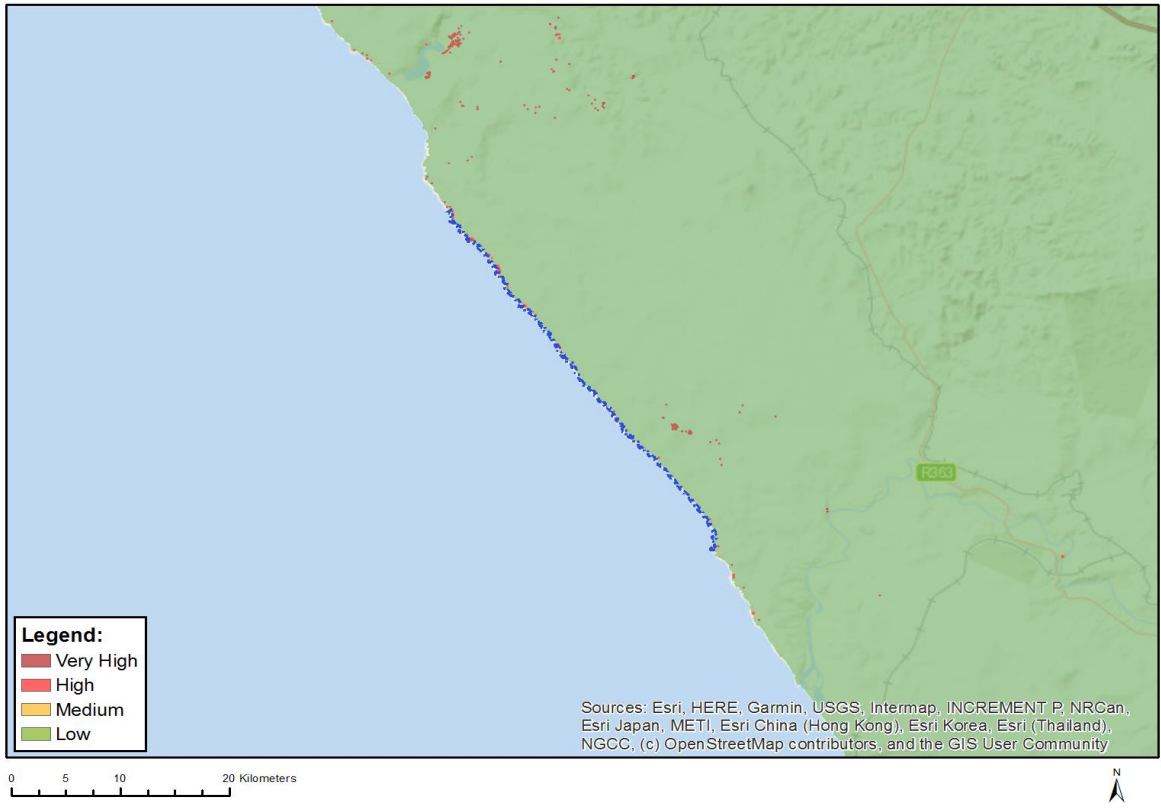 R363
Legend:
Very High
High
Medium
Low
Sources: Esri, HERE, Garmin, USGS, Intermap, INCREMENT P, NRCan,
Esri Japan, METI, Esri China (Hong Kong), Esri Korea, Esri (Thailand),
NGCC, (c) OpenStreetMap contributors, and the GIS User Community
0 5 10 20 Kilometers
N